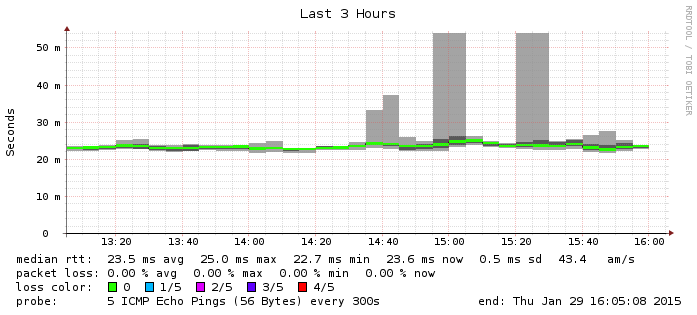 Last 3 Hours
RRDTOOL / TOBI OETIKER
Seconds
50 m
40 m
30 m
20 m
10 m
0
13:20 13:40 14:00 14:20 14:40 15:00 15:20 15:40 16:00
median rtt: 23.5 ms avg 25.0 ms max 22.7 ms min 23.6 ms now 0.5 ms sd 43.4 am/s
packet loss: 0.00 % avg 0.00 % max 0.00 % min 0.00 % now
loss color: 0 1/5 2/5 3/5 4/5
probe: 5 ICMP Echo Pings (56 Bytes) every 300s end: Thu Jan 29 16:05:08 2015